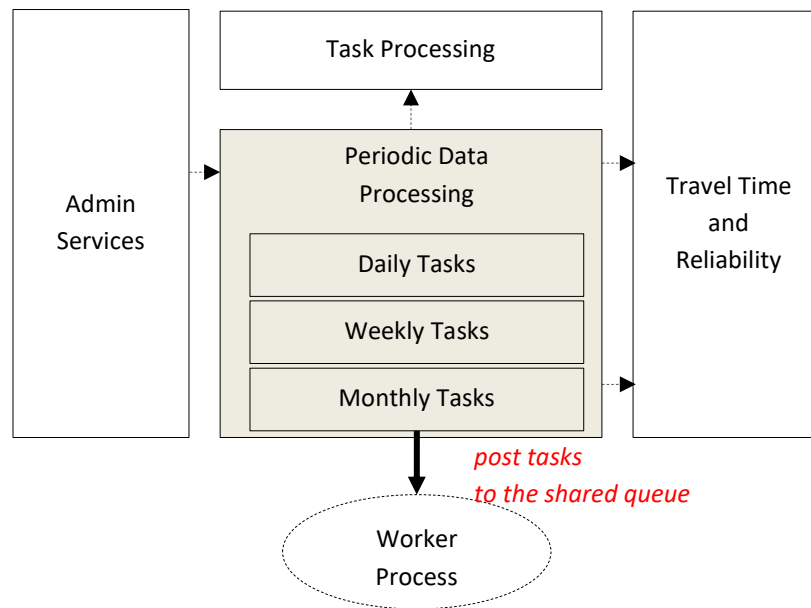 Task Processing
Admin
Services
Periodic Data
Processing
Daily Tasks
Weekly Tasks
Monthly Tasks
Travel Time
and
Reliability
post tasks
to the shared queue
Worker
Process